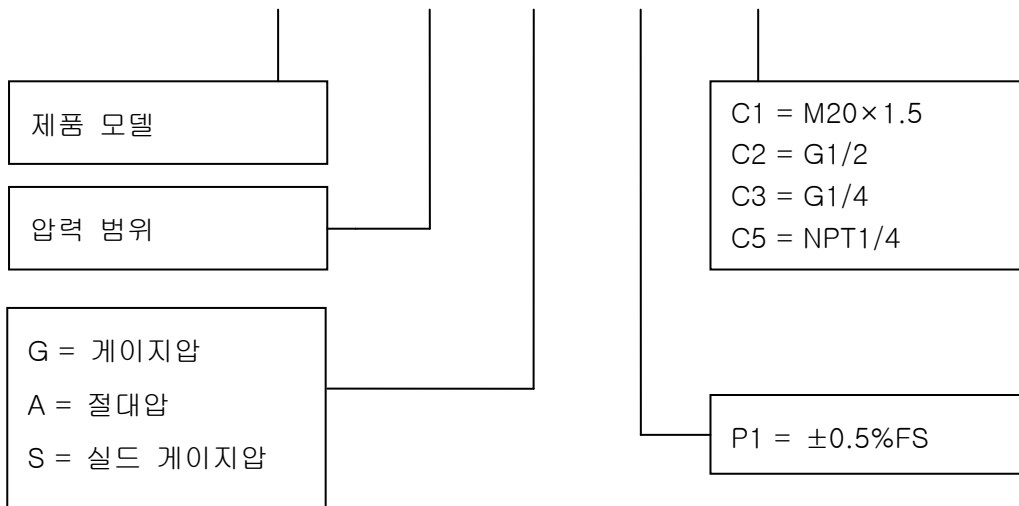 제품 모델
압력 범위
G = 게이지압
A = 절대압
S = 실드 게이지압
C1 = M20×1.5
C2 = G1/2
C3 = G1/4
C5 = NPT1/4
P1 = ±0.5%FS